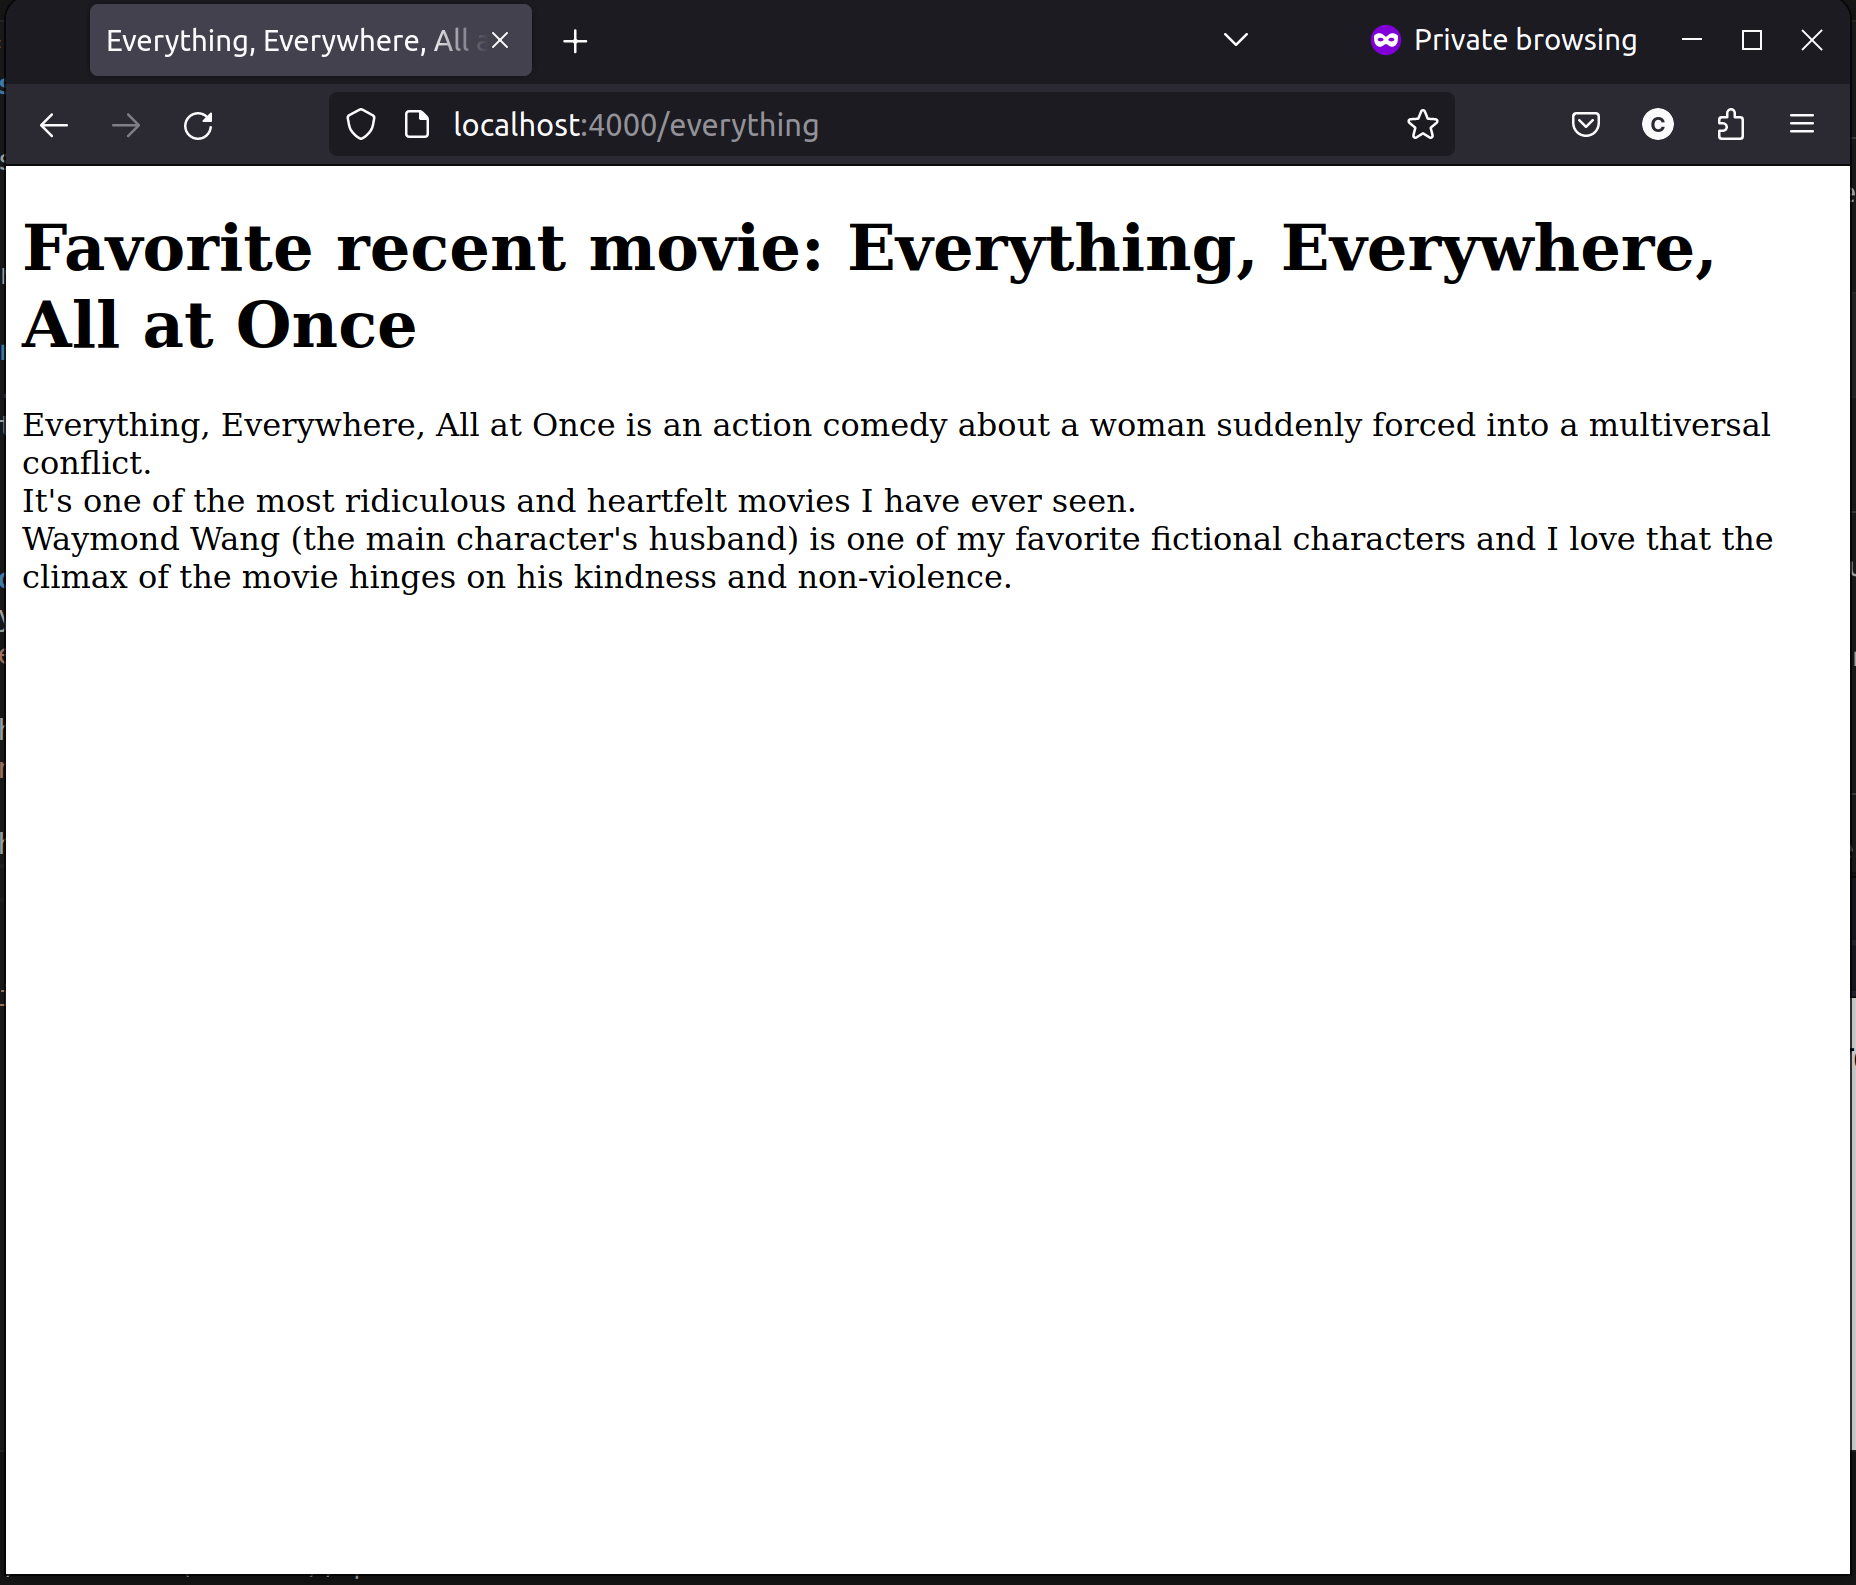 Everything, Everywhere, All a
Private browsing
localhost:4000/everything
C
Favorite recent movie: Everything, Everywhere,
All at Once
Everything, Everywhere, All at Once is an action comedy about a woman suddenly forced into a multiversal
conflict.
It's one of the most ridiculous and heartfelt movies I have ever seen.
Waymond Wang (the main character's husband) is one of my favorite fictional characters and I love that the
climax of the movie hinges on his kindness and non-violence.